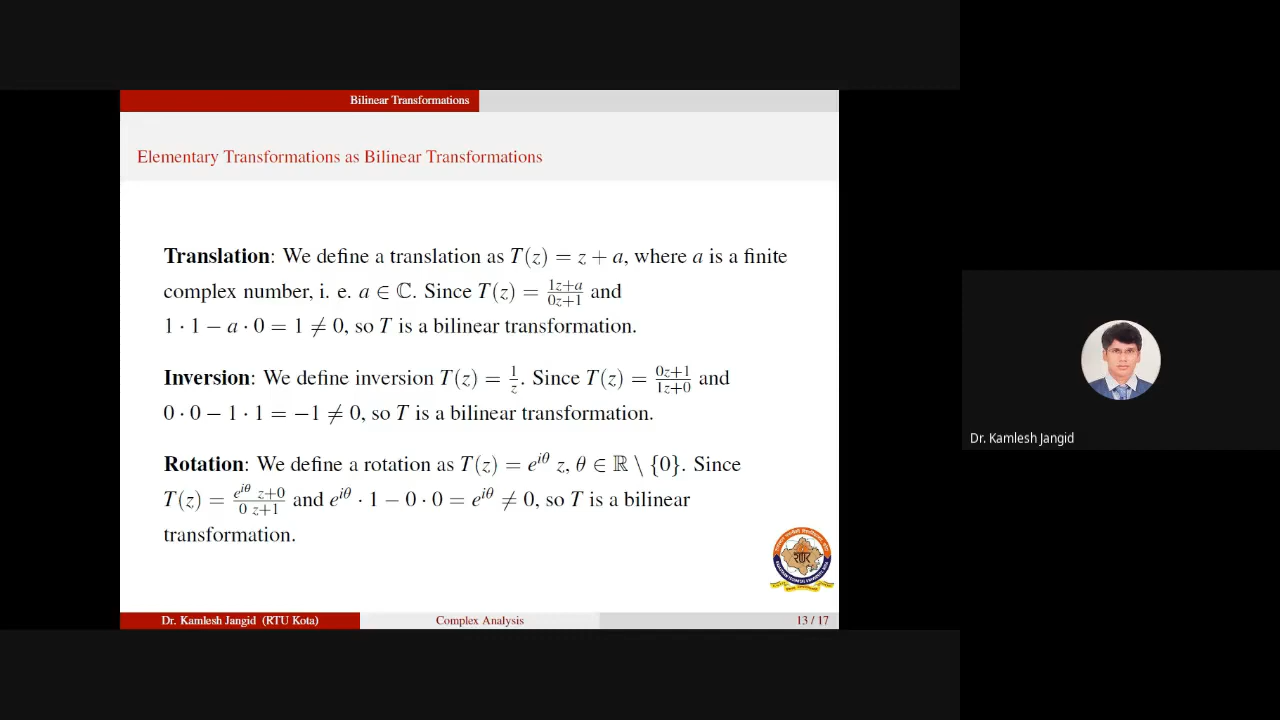 Bilinear Transformations
Elementary Transformations as Bilinear Transformations
Translation: We define a translation as T(z) = z + a, where a is a finite
complex number, i. e. a ∈ ℂ. Since T(z) = \frac{1z+a}{0z+1} and
1 · 1 − a · 0 = 1 ≠ 0, so T is a bilinear transformation.
Inversion: We define inversion T(z) = \frac{1}{z}. Since T(z) = \frac{0z+1}{1z+0} and
0 · 0 − 1 · 1 = −1 ≠ 0, so T is a bilinear transformation.
Rotation: We define a rotation as T(z) = e^{iθ} z, θ ∈ ℝ \ {0}. Since
T(z) = \frac{e^{iθ} z+0}{0 z+1} and e^{iθ} · 1 − 0 · 0 = e^{iθ} ≠ 0, so T is a bilinear
transformation.
Dr. Kamlesh Jangid (RTU Kota)
Complex Analysis
13 / 17
Dr. Kamlesh Jangid